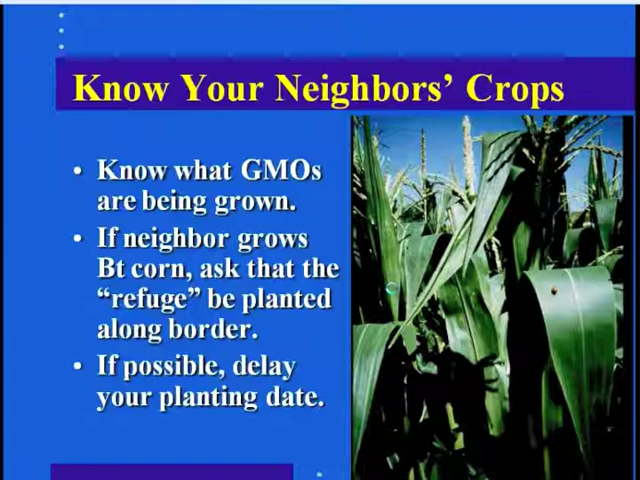 Know Your Neighbors’ Crops
• Know what GMOs
are being grown.
• If neighbor grows
Bt corn, ask that the
“refuge” be planted
along border.
• If possible, delay
your planting date.